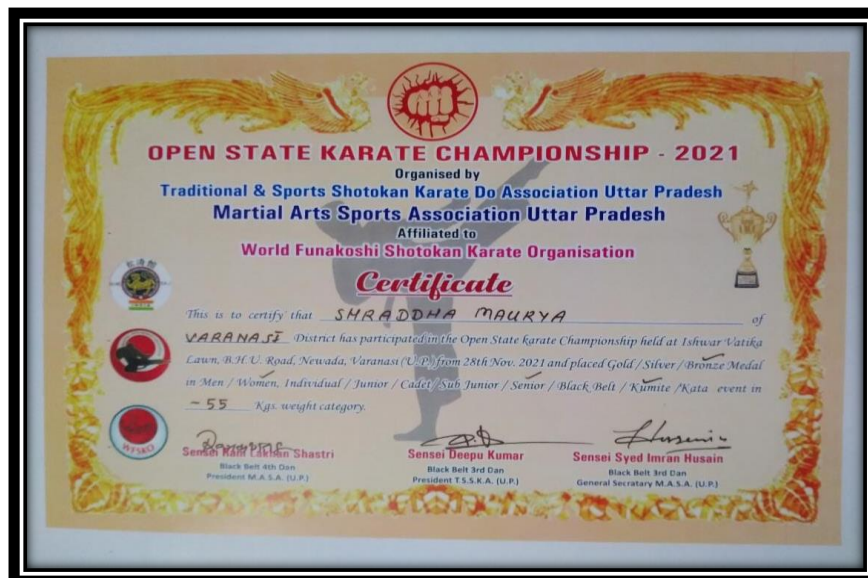 OPEN STATE KARATE CHAMPIONSHIP - 2021
Organised by
Traditional & Sports Shotokan Karate Do Association Uttar Pradesh
Martial Arts Sports Association Uttar Pradesh
Affiliated to
World Funakoshi Shotokan Karate Organisation
Certificate
This is to certify that SHRADDHA MAURYA of
VARANASI District has participated in the Open State karate Championship held at Ishwar Vatika
Lawn, B.H.U. Road, Newada, Varanasi (U.P.) from 28th Nov. 2021 and placed Gold / Silver / Bronze Medal
in Men / Women, Individual / Junior / Cadet / Sub Junior / Senior / Black Belt / Kumite / Kata event in
- 55 Kgs. weight category.
WFSKO
Sensei Ram Lakhan Shastri
Black Belt 4th Dan
President M.A.S.A. (U.P.)
Sensei Deepu Kumar
Black Belt 3rd Dan
President T.S.S.K.A. (U.P.)
Sensei Syed Imran Husain
Black Belt 3rd Dan
General Secratary M.A.S.A. (U.P.)